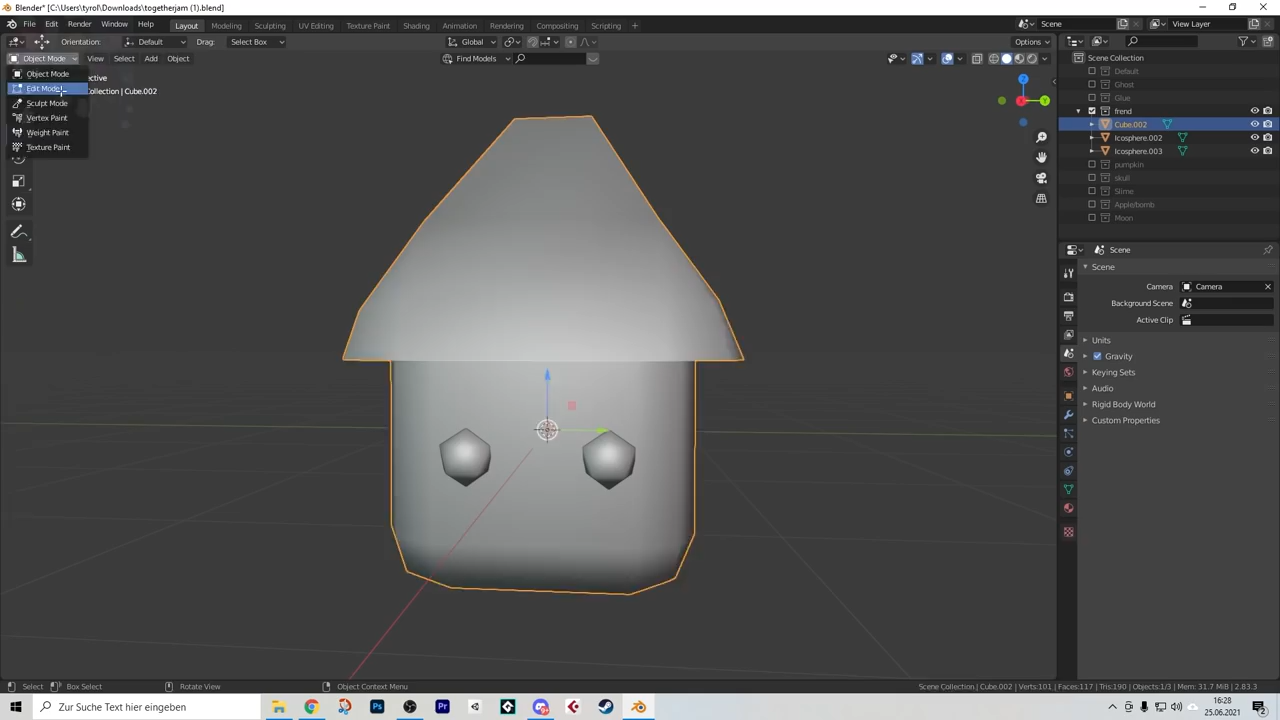 Blender* [C:\Users\tyrol\Downloads\togetherjam (1).blend]
File Edit Render Window Help Layout Modeling Sculpting UV Editing Texture Paint Shading Animation Rendering Compositing Scripting + Scene View Layer
Orientation: Default Drag: Select Box Global Options
Object Mode View Select Add Object Find Models
Object Mode
Edit Mode
Sculpt Mode
Vertex Paint
Weight Paint
Texture Paint
Collection | Cube.002
Z
Y
X
Scene Collection
Default
Ghost
Glue
frend
Cube.002
Icosphere.002
Icosphere.003
pumpkin
skull
Slime
Apple/bomb
Moon
Scene
Scene
Camera Camera
Background Scene
Active Clip
Units
Gravity
Keying Sets
Audio
Rigid Body World
Custom Properties
Select Box Select Rotate View Object Context Menu Scene Collection | Cube.002 | Verts:101 | Faces:117 | Tris:190 | Objects:1/3 | Mem: 31.7 MiB | 2.83.3
Zur Suche Text hier eingeben
16:28
25.06.2021